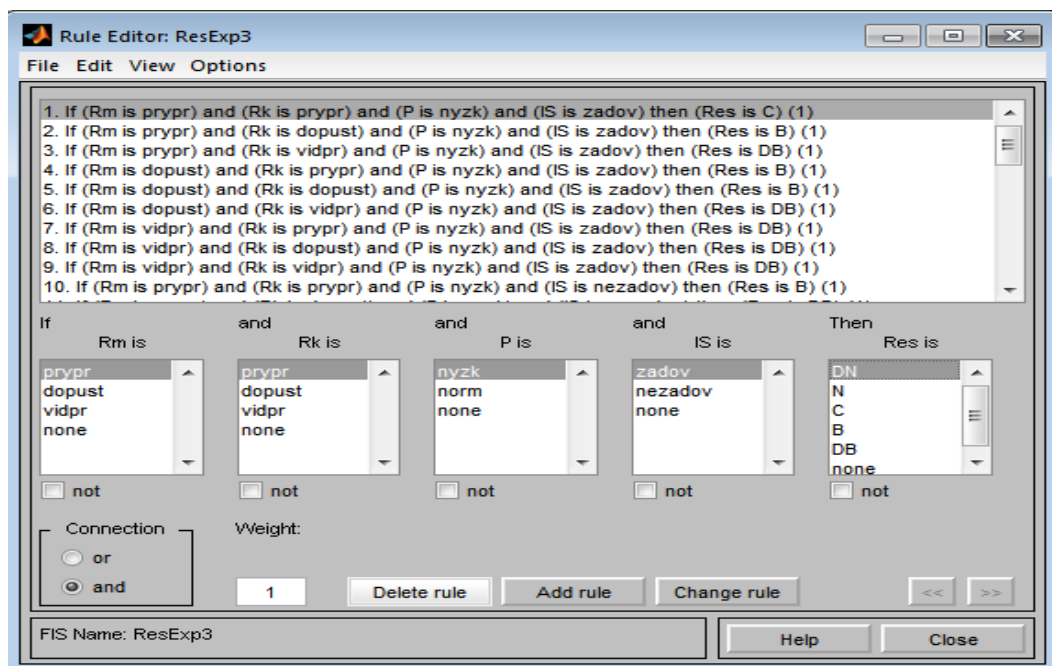 Rule Editor: ResExp3
File Edit View Options
1. If (Rm is prypr) and (Rk is prypr) and (P is nyzk) and (IS is zadov) then (Res is C) (1)
2. If (Rm is prypr) and (Rk is dopust) and (P is nyzk) and (IS is zadov) then (Res is B) (1)
3. If (Rm is prypr) and (Rk is vidpr) and (P is nyzk) and (IS is zadov) then (Res is DB) (1)
4. If (Rm is dopust) and (Rk is prypr) and (P is nyzk) and (IS is zadov) then (Res is B) (1)
5. If (Rm is dopust) and (Rk is dopust) and (P is nyzk) and (IS is zadov) then (Res is B) (1)
6. If (Rm is dopust) and (Rk is vidpr) and (P is nyzk) and (IS is zadov) then (Res is DB) (1)
7. If (Rm is vidpr) and (Rk is prypr) and (P is nyzk) and (IS is zadov) then (Res is DB) (1)
8. If (Rm is vidpr) and (Rk is dopust) and (P is nyzk) and (IS is zadov) then (Res is DB) (1)
9. If (Rm is vidpr) and (Rk is vidpr) and (P is nyzk) and (IS is zadov) then (Res is DB) (1)
10. If (Rm is prypr) and (Rk is prypr) and (P is nyzk) and (IS is nezadov) then (Res is B) (1)
If and and and Then
Rm is Rk is P is IS is Res is
prypr prypr nyzk zadov DN
dopust dopust norm nezadov N
vidpr vidpr none none C
none none B
DB
none
not not not not not
Connection Weight:
or
and 1 Delete rule Add rule Change rule << >>
FIS Name: ResExp3 Help Close